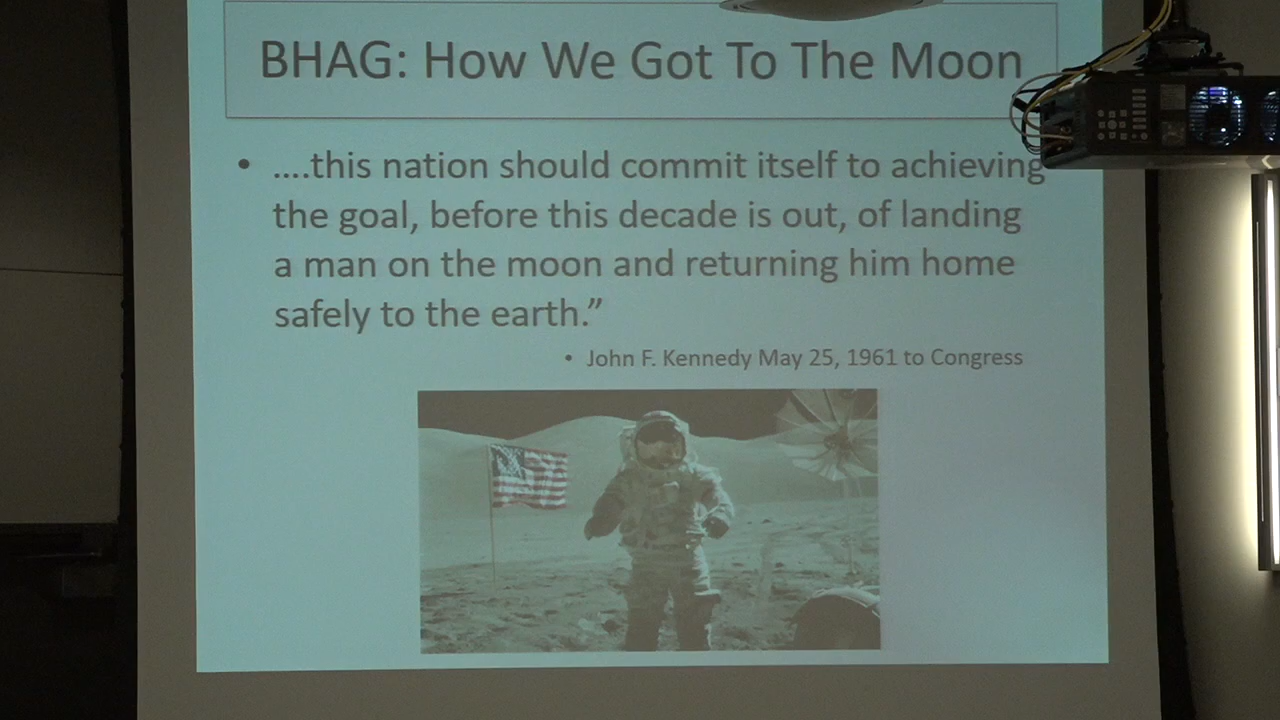 BHAG: How We Got To The Moon
• ....this nation should commit itself to achieving
the goal, before this decade is out, of landing
a man on the moon and returning him home
safely to the earth.”
• John F. Kennedy May 25, 1961 to Congress